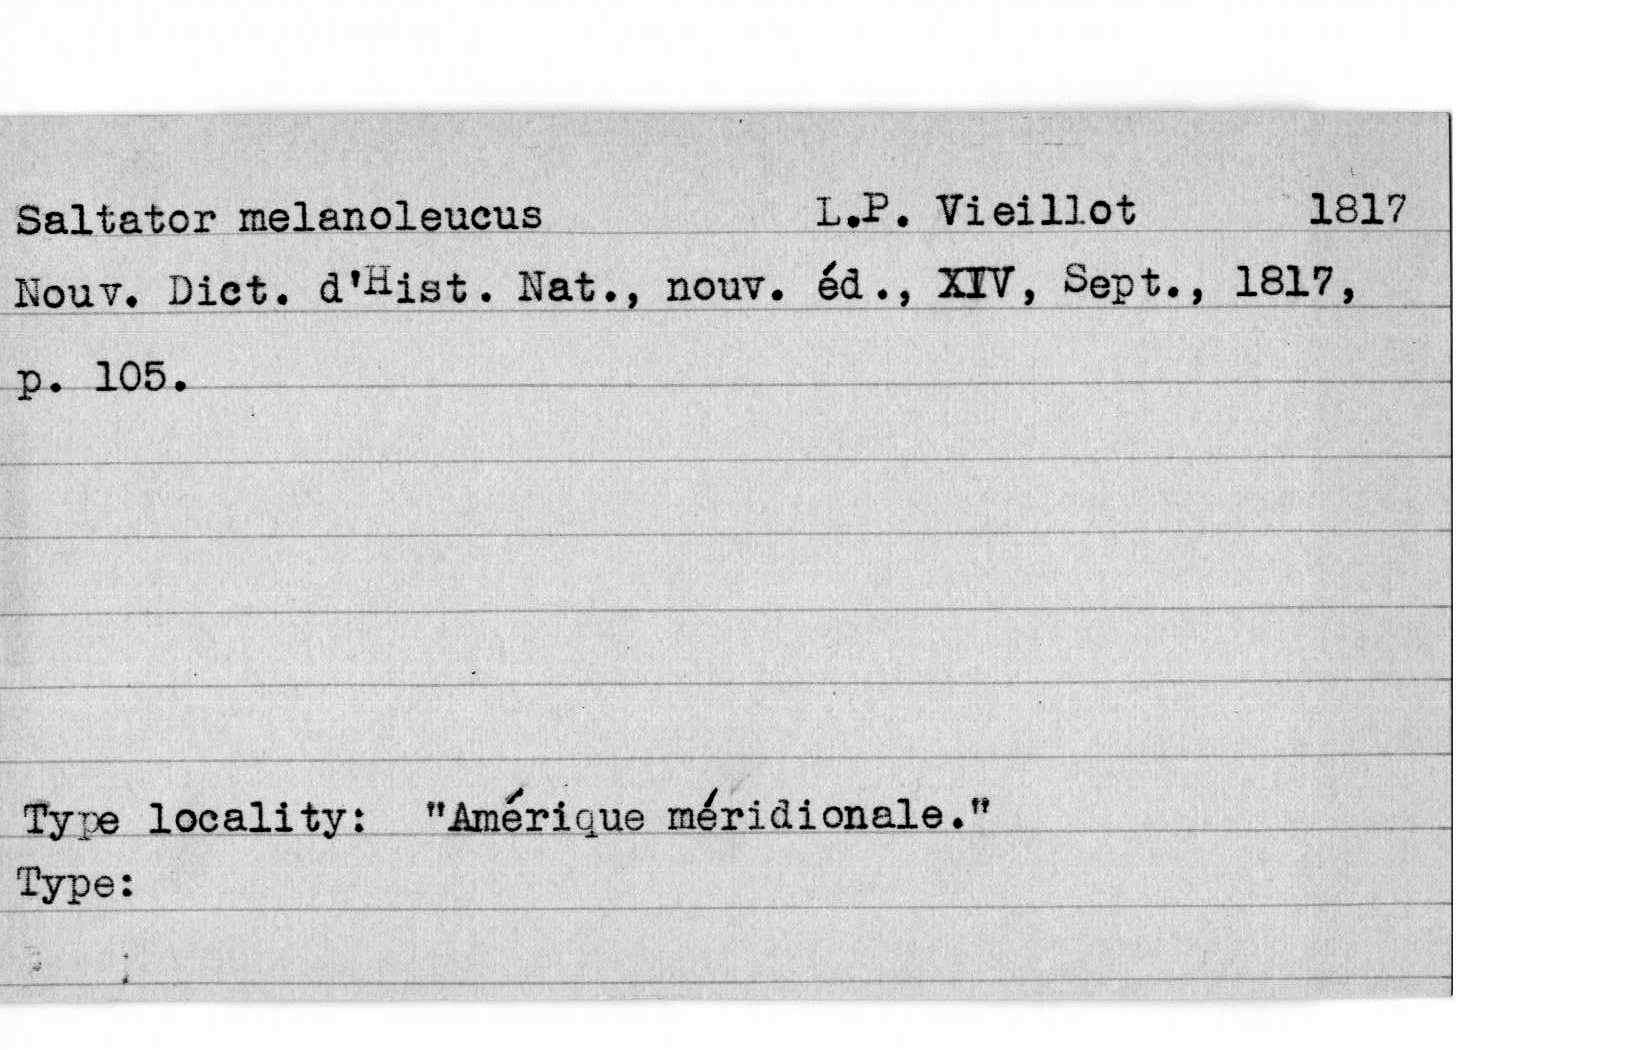 Saltator melanoleucus L.P. Vieillot 1817
Nouv. Dict. d'Hist. Nat., nouv. éd., XIV, Sept., 1817,
p. 105.
Type locality: "Amérique méridionale."
Type: